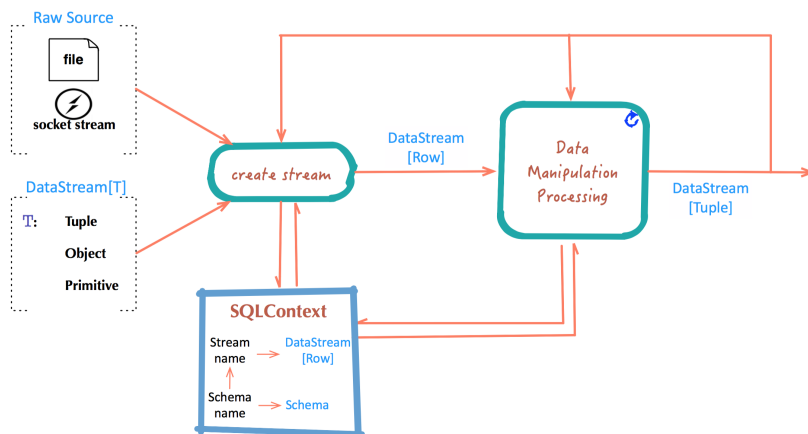 Raw Source
file
socket stream
DataStream[T]
T: Tuple
Object
Primitive
create stream
DataStream
[Row]
Data
Manipulation
Processing
DataStream
[Tuple]
SQLContext
Stream
name
DataStream
[Row]
Schema
name
Schema